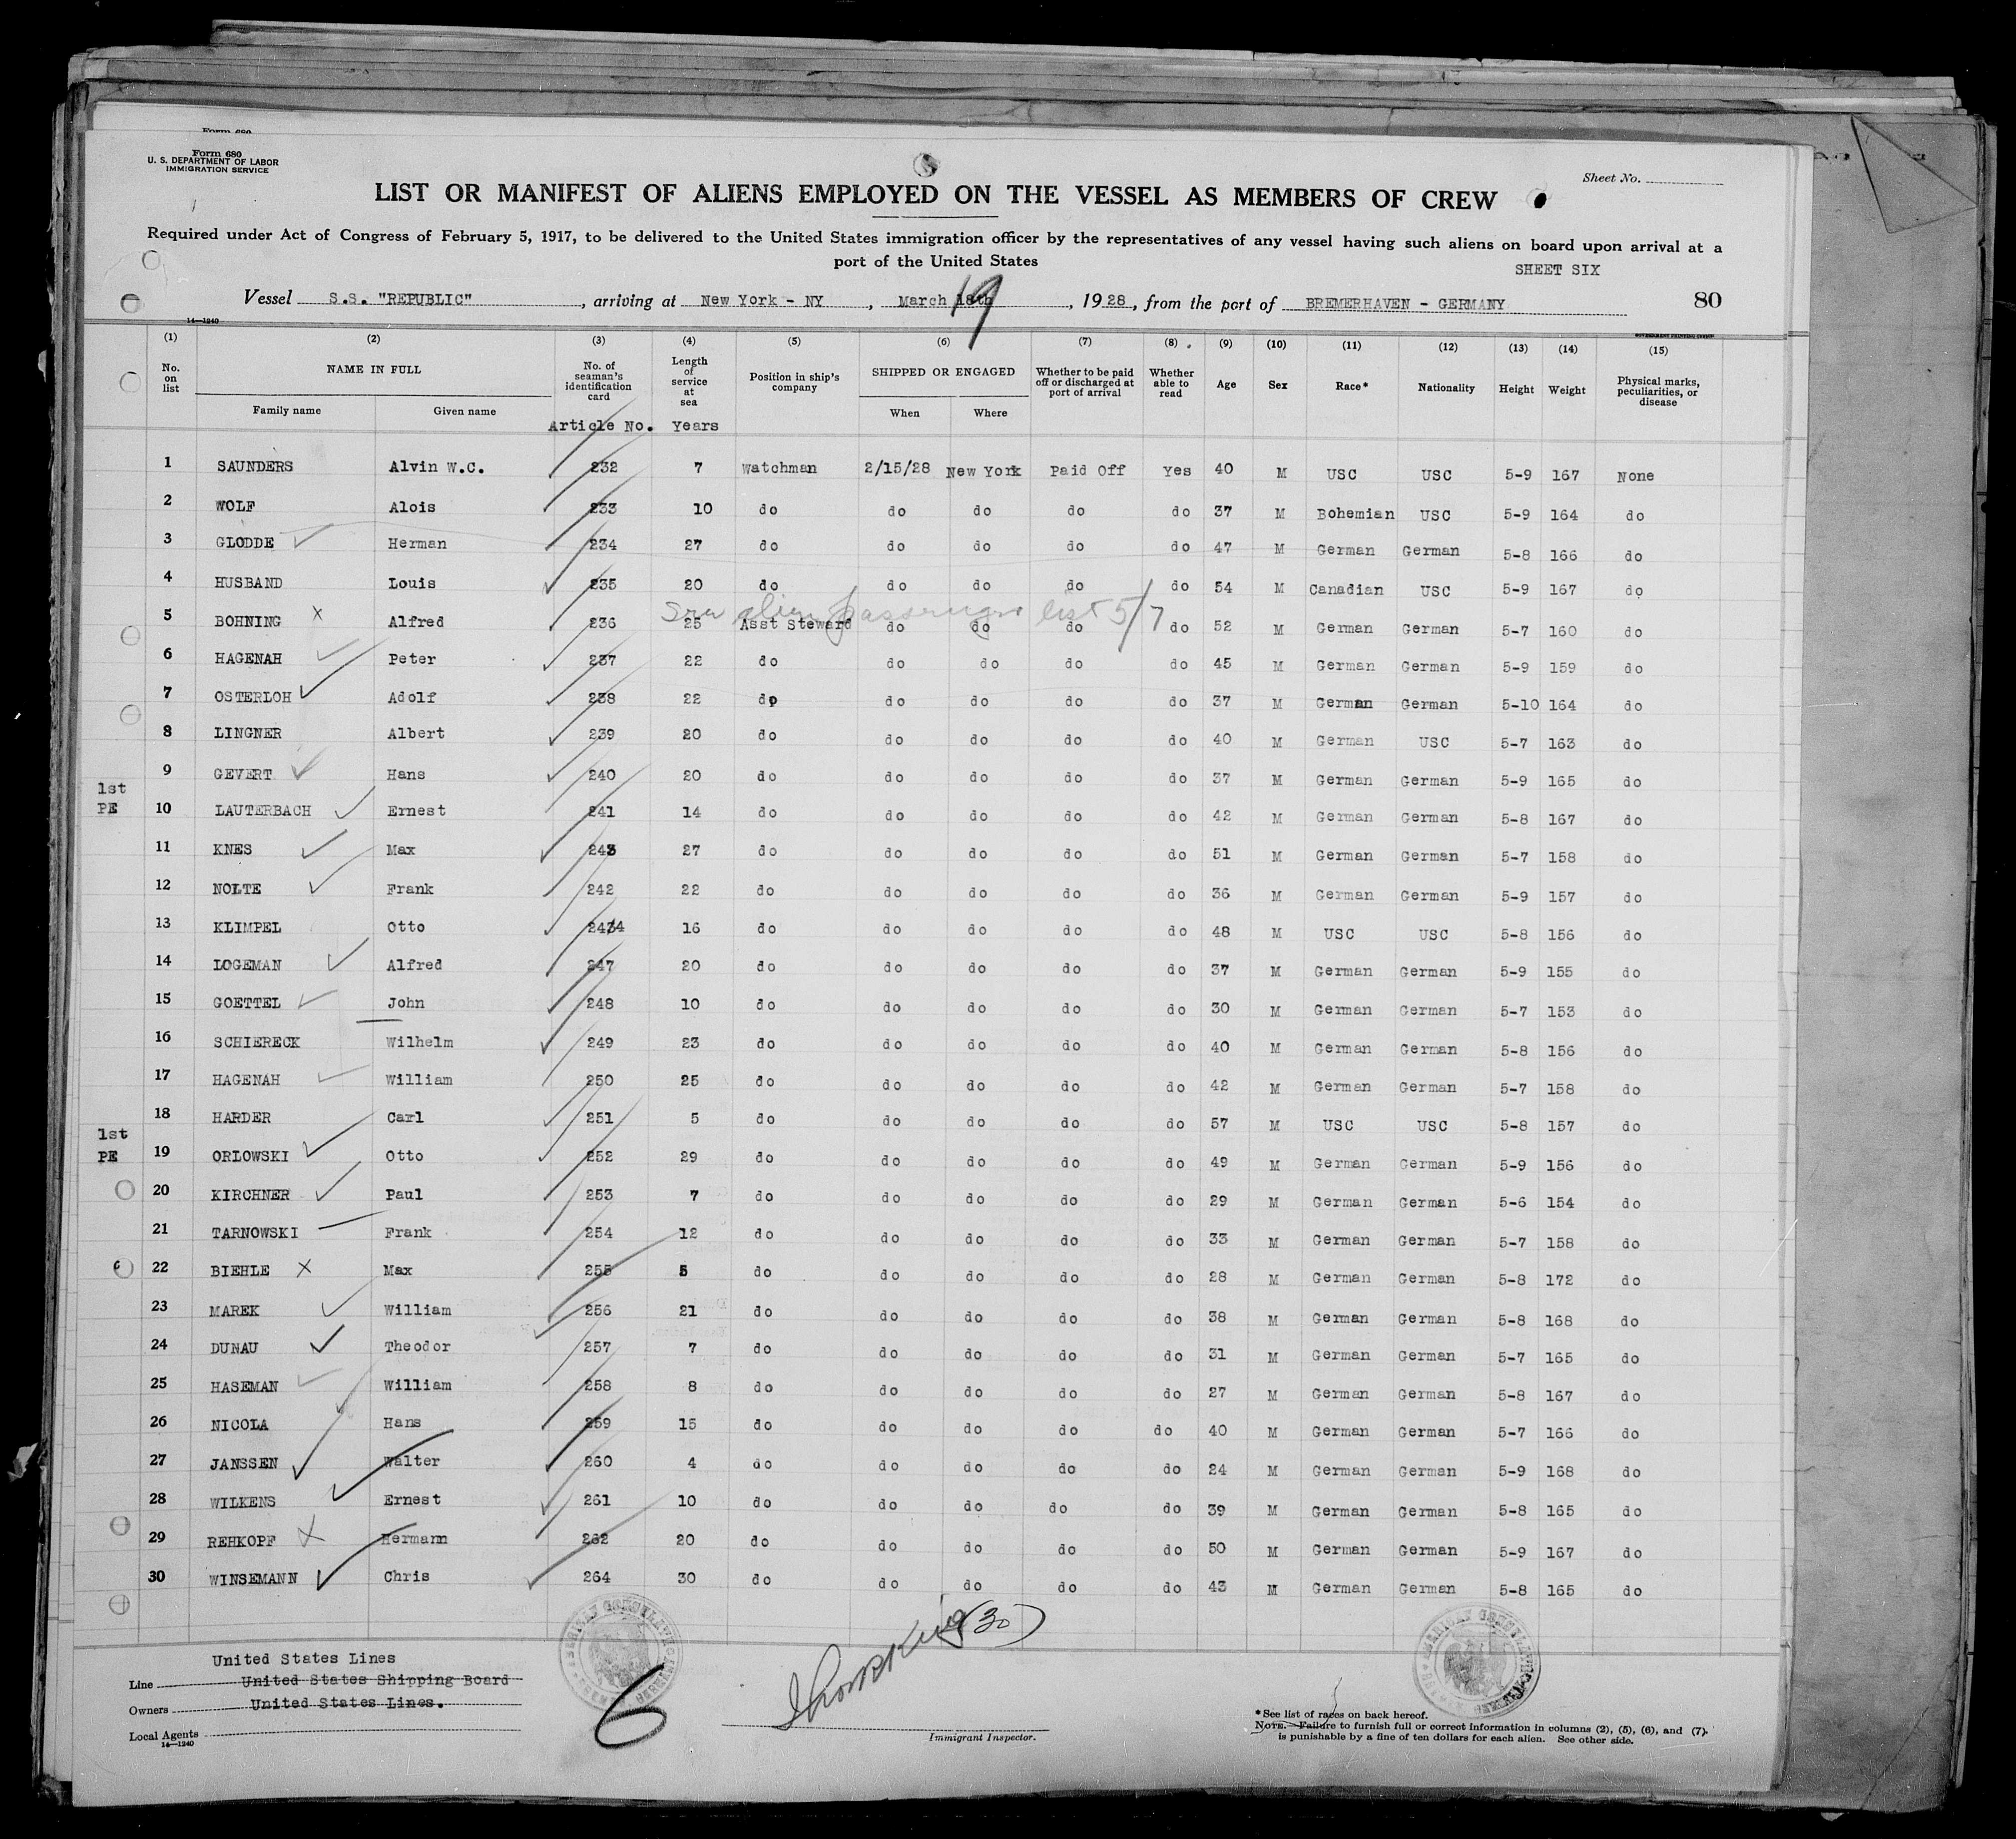 Form 680
U. S. DEPARTMENT OF LABOR
IMMIGRATION SERVICE
Sheet No.
LIST OR MANIFEST OF ALIENS EMPLOYED ON THE VESSEL AS MEMBERS OF CREW
Required under Act of Congress of February 5, 1917, to be delivered to the United States immigration officer by the representatives of any vessel having such aliens on board upon arrival at a
port of the United States
SHEET SIX
Vessel S.S. "REPUBLIC", arriving at New York - NY, March 18th 19, 1928, from the port of BREMERHAVEN - GERMANY 80
14—1240
(1) (2) (3) (4) (5) (6) (7) (8) (9) (10) (11) (12) (13) (14) (15)
No. on list NAME IN FULL No. of seaman's identification card Length of service at sea Position in ship's company SHIPPED OR ENGAGED Whether to be paid off or discharged at port of arrival Whether able to read Age Sex Race* Nationality Height Weight Physical marks, peculiarities, or disease
Family name Given name When Where
Article No. Years
1 SAUNDERS Alvin W.C. 232 7 Watchman 2/15/28 New York Paid Off Yes 40 M USC USC 5-9 167 None
2 WOLF Alois 233 10 do do do do do 37 M Bohemian USC 5-9 164 do
3 GLODDE Herman 234 27 do do do do do 47 M German German 5-8 166 do
4 HUSBAND Louis 235 20 do do do do do 54 M Canadian USC 5-9 167 do
alien passenger list 5/7
5 BOHNING X Alfred 236 25 Asst Steward do do do do 52 M German German 5-7 160 do
6 HAGENAH Peter 237 22 do do do do do 45 M German German 5-9 159 do
7 OSTERLOH Adolf 238 22 do do do do do 37 M German German 5-10 164 do
8 LINGNER Albert 239 20 do do do do do 40 M German USC 5-7 163 do
9 GEVERT Hans 240 20 do do do do do 37 M German German 5-9 165 do
1st
PE 10 LAUTERBACH Ernest 241 14 do do do do do 42 M German German 5-8 167 do
11 KNES Max 243 27 do do do do do 51 M German German 5-7 158 do
12 NOLTE Frank 242 22 do do do do do 36 M German German 5-9 157 do
13 KLIMPEL Otto 2434 16 do do do do do 48 M USC USC 5-8 156 do
14 LOGEMAN Alfred 247 20 do do do do do 37 M German German 5-9 155 do
15 GOETTEL John 248 10 do do do do do 30 M German German 5-7 153 do
16 SCHIERECK Wilhelm 249 23 do do do do do 40 M German German 5-8 156 do
17 HAGENAH William 250 25 do do do do do 42 M German German 5-7 158 do
18 HARDER Carl 251 5 do do do do do 57 M USC USC 5-8 157 do
1st
PE 19 ORLOWSKI Otto 252 29 do do do do do 49 M German German 5-9 156 do
20 KIRCHNER Paul 253 7 do do do do do 29 M German German 5-6 154 do
21 TARNOWSKI Frank 254 12 do do do do do 33 M German German 5-7 158 do
22 BIEHLE X Max 255 5 do do do do do 28 M German German 5-8 172 do
23 MAREK William 256 21 do do do do do 38 M German German 5-8 168 do
24 DUNAU Theodor 257 7 do do do do do 31 M German German 5-7 165 do
25 HASEMAN William 258 8 do do do do do 27 M German German 5-8 167 do
26 NICOLA Hans 259 15 do do do do do 40 M German German 5-7 166 do
27 JANSSEN Walter 260 4 do do do do do 24 M German German 5-9 168 do
28 WILKENS Ernest 261 10 do do do do do 39 M German German 5-8 165 do
29 REHKOPF X Hermann 262 20 do do do do do 50 M German German 5-9 167 do
30 WINSEMANN Chris 264 30 do do do do do 43 M German German 5-8 165 do
(30)
United States Lines
Line United States Shipping Board
Owners United States Lines.
Local Agents
14—1240
6
Immigrant Inspector.
*See list of races on back hereof.
NOTE.—Failure to furnish full or correct information in columns (2), (5), (6), and (7).
is punishable by a fine of ten dollars for each alien. See other side.